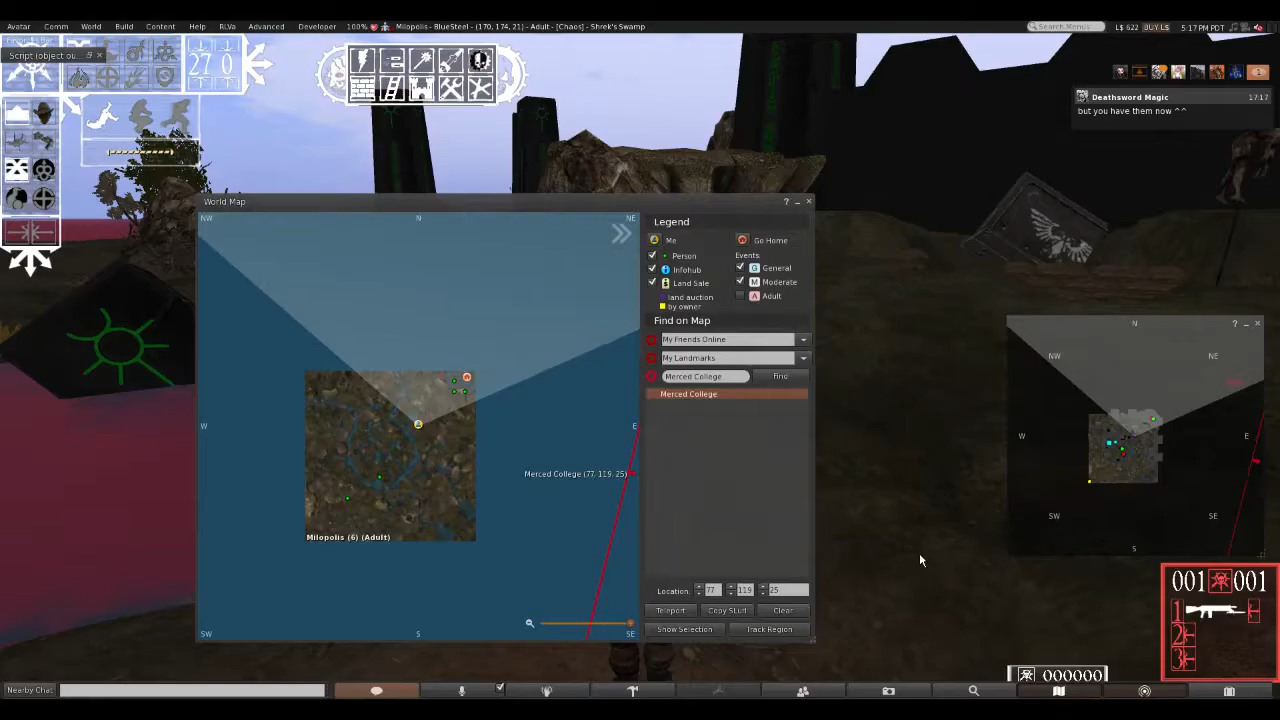 Avatar Comm World Build Content Help RLVa Advanced Developer 100% Milopolis - BlueSteel - (170, 174, 21) - Adult - [Chaos] - Shrek's Swamp Search Menus L$ 622 BUY L$ 5:17 PM PDT
Script (object ou...
27 0
Deathsword Magic 17:17
but you have them now ^^
World Map
NW N NE
W E
SW S SE
Merced College (77, 119, 25)
Milopolis (6) (Adult)
Legend
Me Go Home
Person Events:
Infohub G General
Land Sale M Moderate
land auction A Adult
by owner
Find on Map
My Friends Online
My Landmarks
Merced College Find
Merced College
Location: 77 119 25
Teleport Copy SLurl Clear
Show Selection Track Region
N
NW NE
W E
SW SE
S
001 001
1
2
3
000000
Nearby Chat